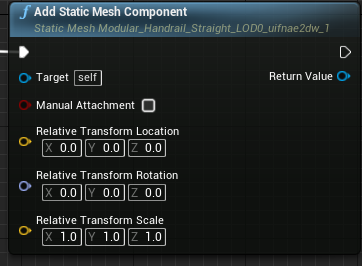 f Add Static Mesh Component
Static Mesh Modular_Handrail_Straight_LOD0_uifnae2dw_1
Target self
Return Value
Manual Attachment
Relative Transform Location
X 0.0 Y 0.0 Z 0.0
Relative Transform Rotation
X 0.0 Y 0.0 Z 0.0
Relative Transform Scale
X 1.0 Y 1.0 Z 1.0